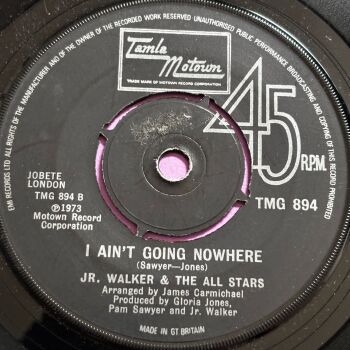 EMI RECORDS LTD ALL RIGHTS OF THE MANUFACTURER AND OF THE OWNER OF THE RECORDED WORK RESERVED UNAUTHORISED PUBLIC PERFORMANCE BROADCASTING AND COPYING OF THIS RECORD PROHIBITED
Tamla
Motown
TRADE MARK OF MOTOWN RECORD CORPORATION
45
R.P.M.
JOBETE
LONDON
TMG 894 B
℗1973
Motown Record
Corporation
TMG 894
I AIN'T GOING NOWHERE
(Sawyer—Jones)
JR. WALKER & THE ALL STARS
Arranged by James Carmichael
Produced by Gloria Jones,
Pam Sawyer and Jr. Walker
MADE IN GT BRITAIN